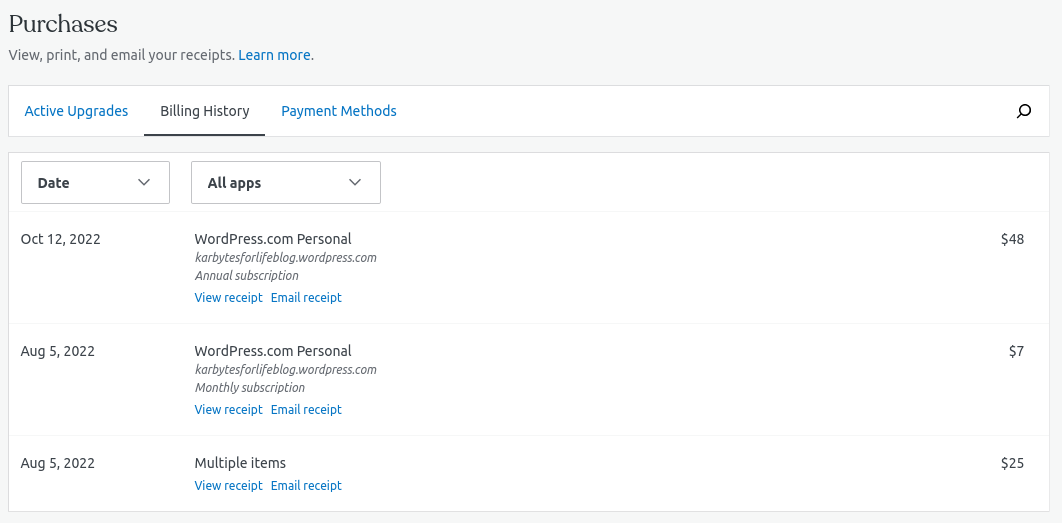 Purchases
View, print, and email your receipts. Learn more.
Active Upgrades Billing History Payment Methods
Date All apps
Oct 12, 2022 WordPress.com Personal $48
karbytesforlifeblog.wordpress.com
Annual subscription
View receipt Email receipt
Aug 5, 2022 WordPress.com Personal $7
karbytesforlifeblog.wordpress.com
Monthly subscription
View receipt Email receipt
Aug 5, 2022 Multiple items $25
View receipt Email receipt